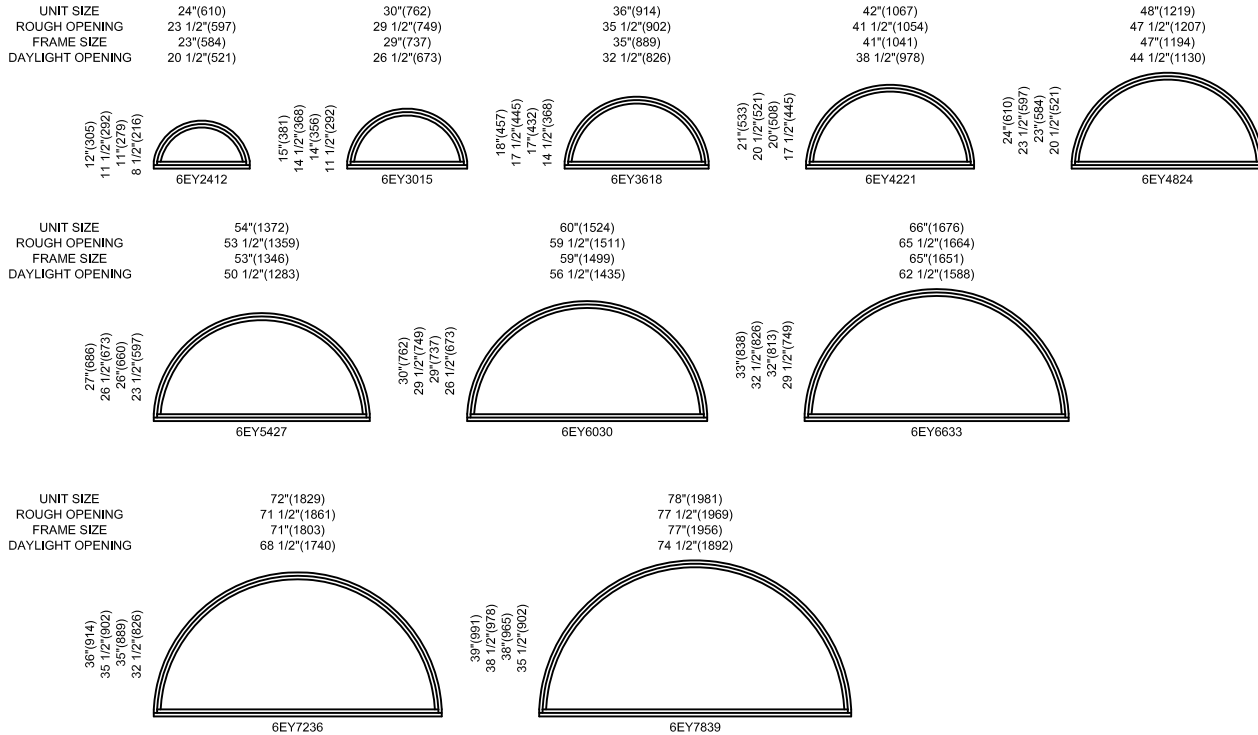 UNIT SIZE 24"(610) 30"(762) 36"(914) 42"(1067) 48"(1219)
ROUGH OPENING 23 1/2"(597) 29 1/2"(749) 35 1/2"(902) 41 1/2"(1054) 47 1/2"(1207)
FRAME SIZE 23"(584) 29"(737) 35"(889) 41"(1041) 47"(1194)
DAYLIGHT OPENING 20 1/2"(521) 26 1/2"(673) 32 1/2"(826) 38 1/2"(978) 44 1/2"(1130)
12"(305)
11 1/2"(292)
11"(279)
8 1/2"(216)
15"(381)
14 1/2"(368)
14"(356)
11 1/2"(292)
18"(457)
17 1/2"(445)
17"(432)
14 1/2"(368)
21"(533)
20 1/2"(521)
20"(508)
17 1/2"(445)
24"(610)
23 1/2"(597)
23"(584)
20 1/2"(521)
6EY2412 6EY3015 6EY3618 6EY4221 6EY4824
UNIT SIZE 54"(1372) 60"(1524) 66"(1676)
ROUGH OPENING 53 1/2"(1359) 59 1/2"(1511) 65 1/2"(1664)
FRAME SIZE 53"(1346) 59"(1499) 65"(1651)
DAYLIGHT OPENING 50 1/2"(1283) 56 1/2"(1435) 62 1/2"(1588)
27"(686)
26 1/2"(673)
26"(660)
23 1/2"(597)
30"(762)
29 1/2"(749)
29"(737)
26 1/2"(673)
33"(838)
32 1/2"(826)
32"(813)
29 1/2"(749)
6EY5427 6EY6030 6EY6633
UNIT SIZE 72"(1829) 78"(1981)
ROUGH OPENING 71 1/2"(1861) 77 1/2"(1969)
FRAME SIZE 71"(1803) 77"(1956)
DAYLIGHT OPENING 68 1/2"(1740) 74 1/2"(1892)
36"(914)
35 1/2"(902)
35"(889)
32 1/2"(826)
39"(991)
38 1/2"(978)
38"(965)
35 1/2"(902)
6EY7236 6EY7839